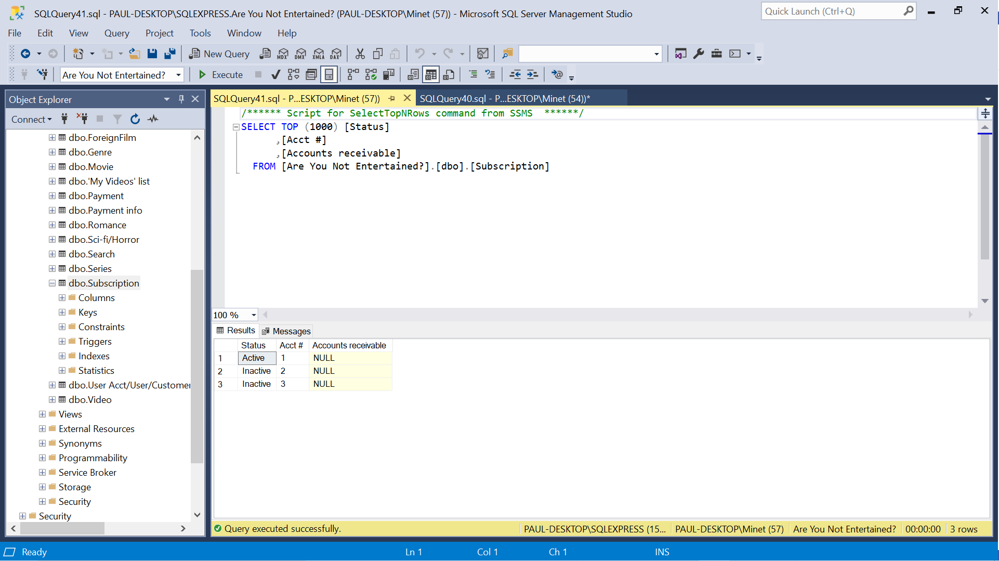 SQLQuery41.sql - PAUL-DESKTOP\SQLEXPRESS.Are You Not Entertained? (PAUL-DESKTOP\Minet (57)) - Microsoft SQL Server Management Studio
Quick Launch (Ctrl+Q)
File Edit View Query Project Tools Window Help
New Query MDX DMX XMLA DAX
Are You Not Entertained? Execute
Object Explorer
Connect
dbo.ForeignFilm
dbo.Genre
dbo.Movie
dbo.'My Videos' list
dbo.Payment
dbo.Payment info
dbo.Romance
dbo.Sci-fi/Horror
dbo.Search
dbo.Series
dbo.Subscription
Columns
Keys
Constraints
Triggers
Indexes
Statistics
dbo.User Acct/User/Customer
dbo.Video
Views
External Resources
Synonyms
Programmability
Service Broker
Storage
Security
Security
SQLQuery41.sql - P...ESKTOP\Minet (57)) SQLQuery40.sql - P...ESKTOP\Minet (54))*
/****** Script for SelectTopNRows command from SSMS  ******/
SELECT TOP (1000) [Status]
,[Acct #]
,[Accounts receivable]
FROM [Are You Not Entertained?].[dbo].[Subscription]
100 %
Results Messages
Status Acct # Accounts receivable
1 Active 1 NULL
2 Inactive 2 NULL
3 Inactive 3 NULL
Query executed successfully. PAUL-DESKTOP\SQLEXPRESS (15... PAUL-DESKTOP\Minet (57) Are You Not Entertained? 00:00:00 3 rows
Ready Ln 1 Col 1 Ch 1 INS